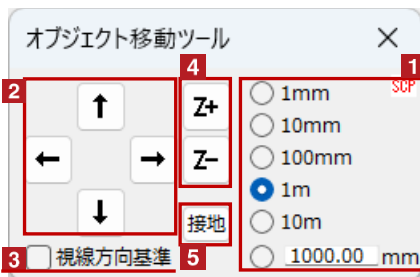 オブジェクト移動ツール
1
SCP
2
4
Z+
Z-
1mm
10mm
100mm
1m
10m
1000.00 mm
3
視線方向基準
接地
5